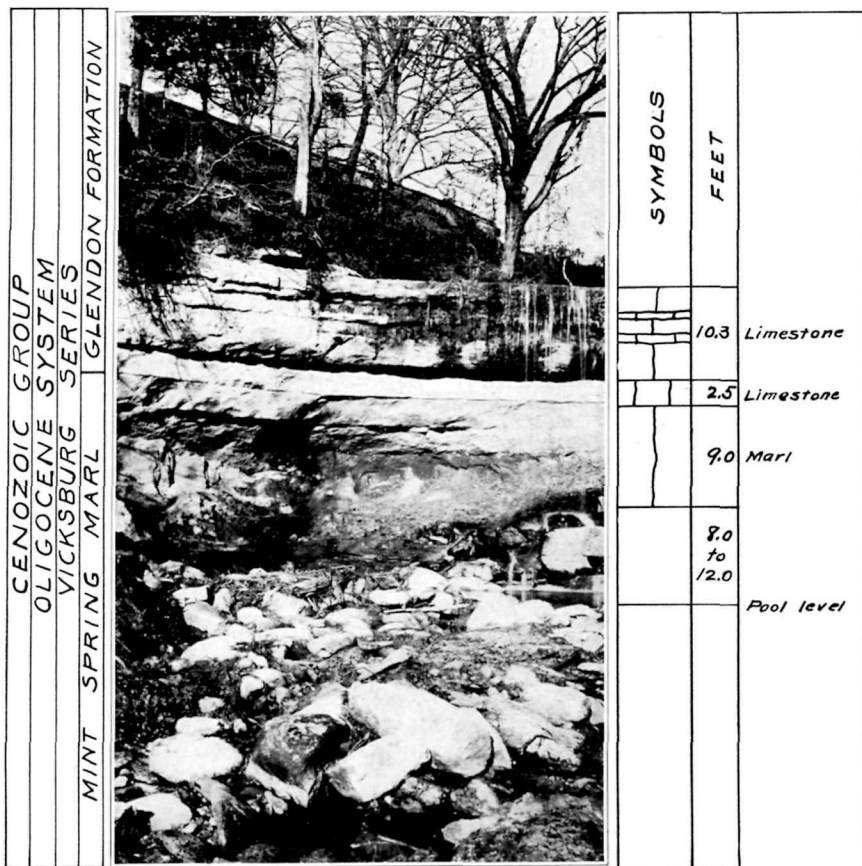 CENOZOIC GROUP
OLIGOCENE SYSTEM
VICKSBURG SERIES
MINT SPRING MARL
GLENDON FORMATION
SYMBOLS
FEET
10.3 Limestone
2.5 Limestone
9.0 Marl
8.0
to
12.0
Pool level